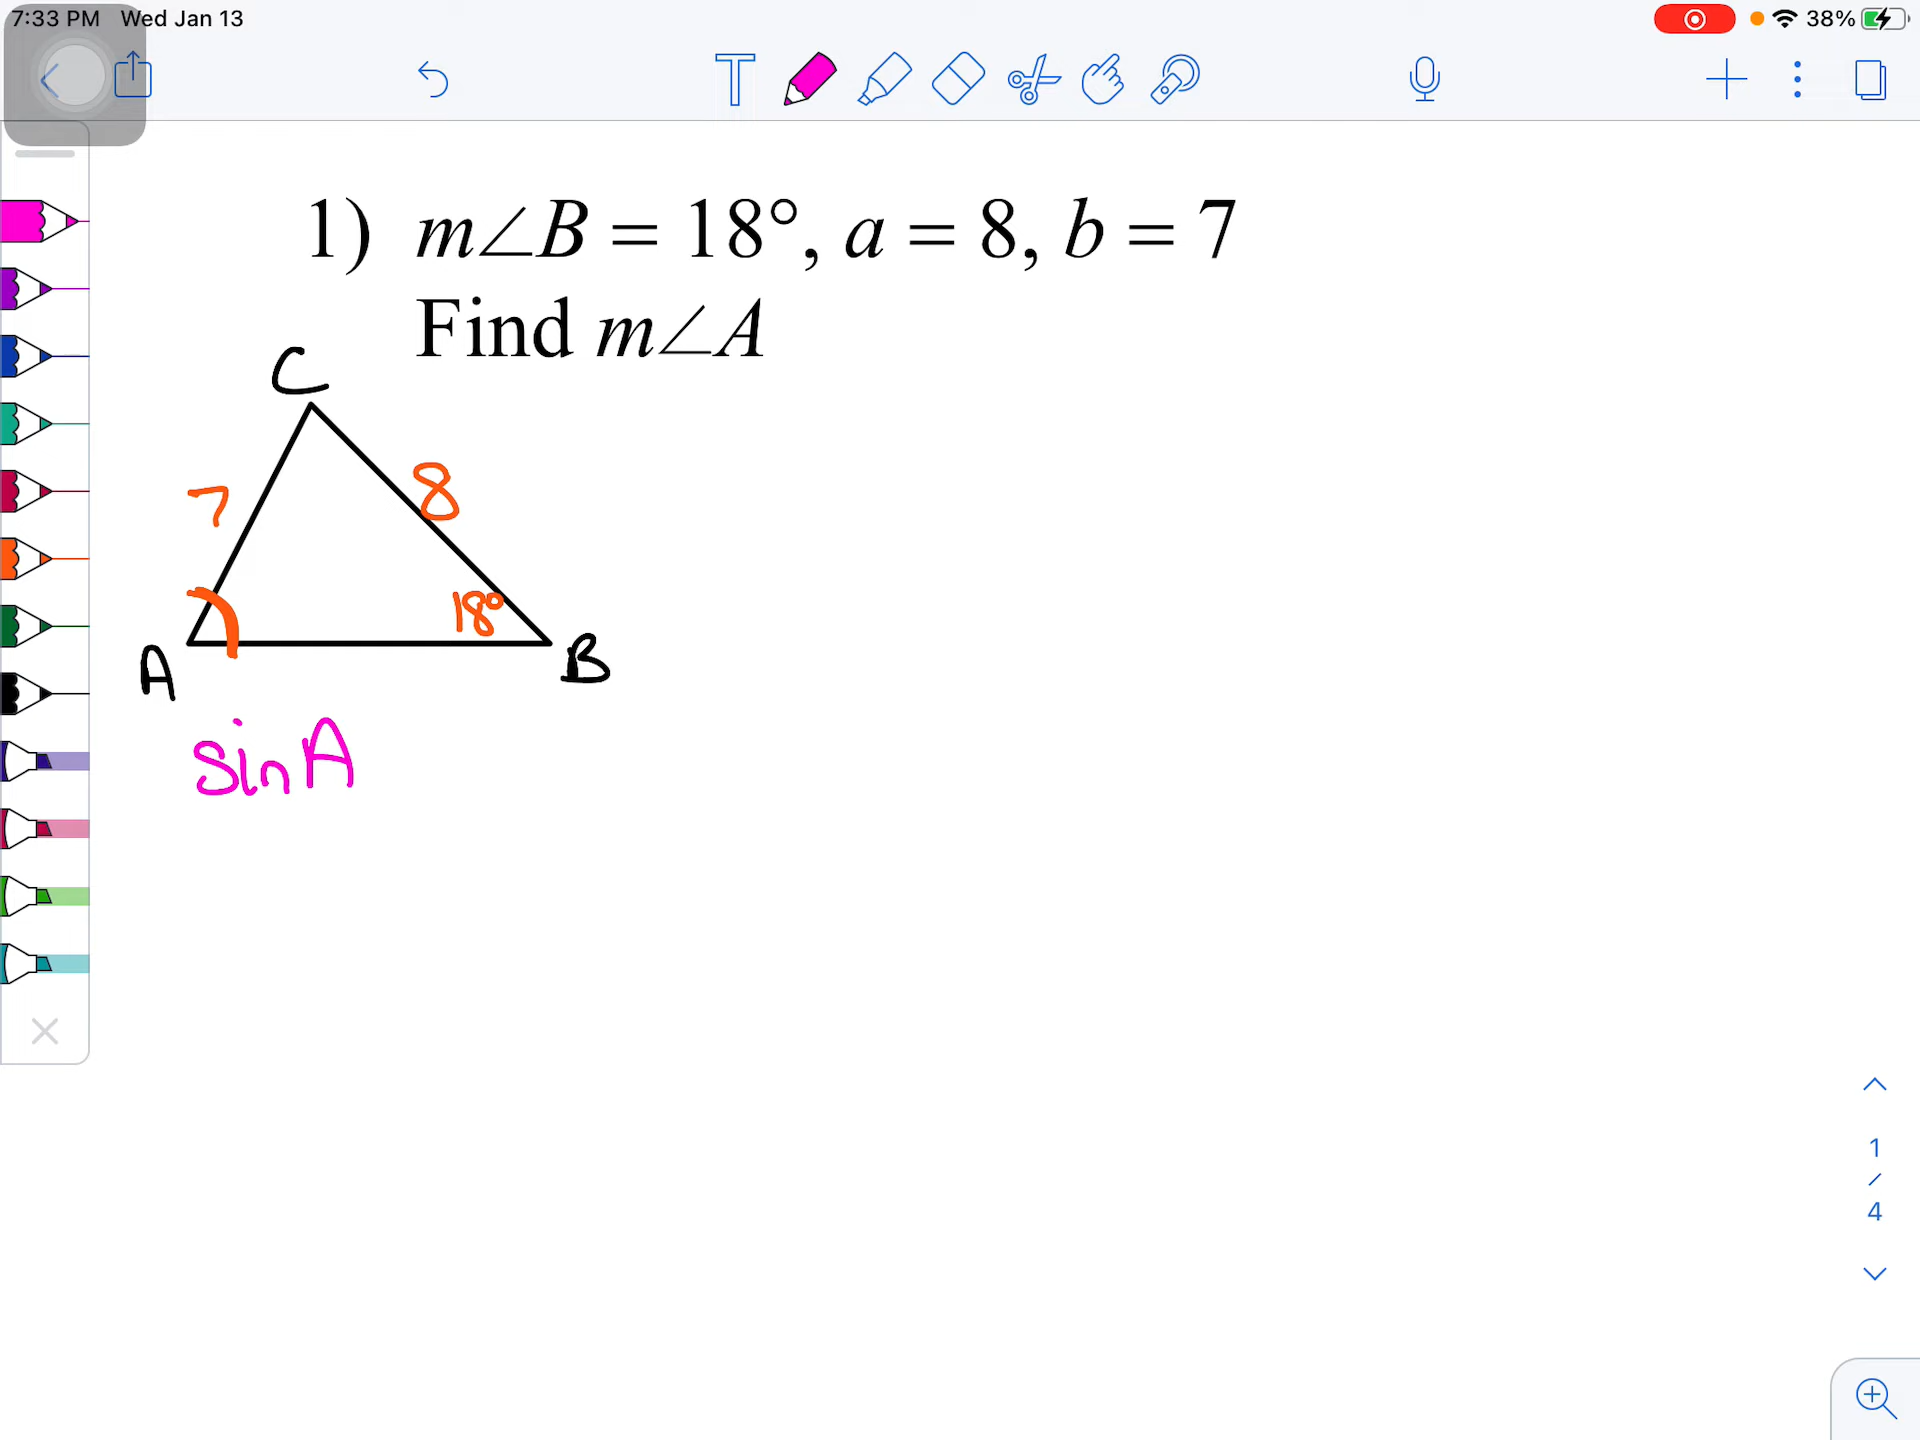 7:33 PM Wed Jan 13
38%
1) m∠B = 18°, a = 8, b = 7
Find m∠A
C
7
8
18°
A
B
sin A
1
/
4